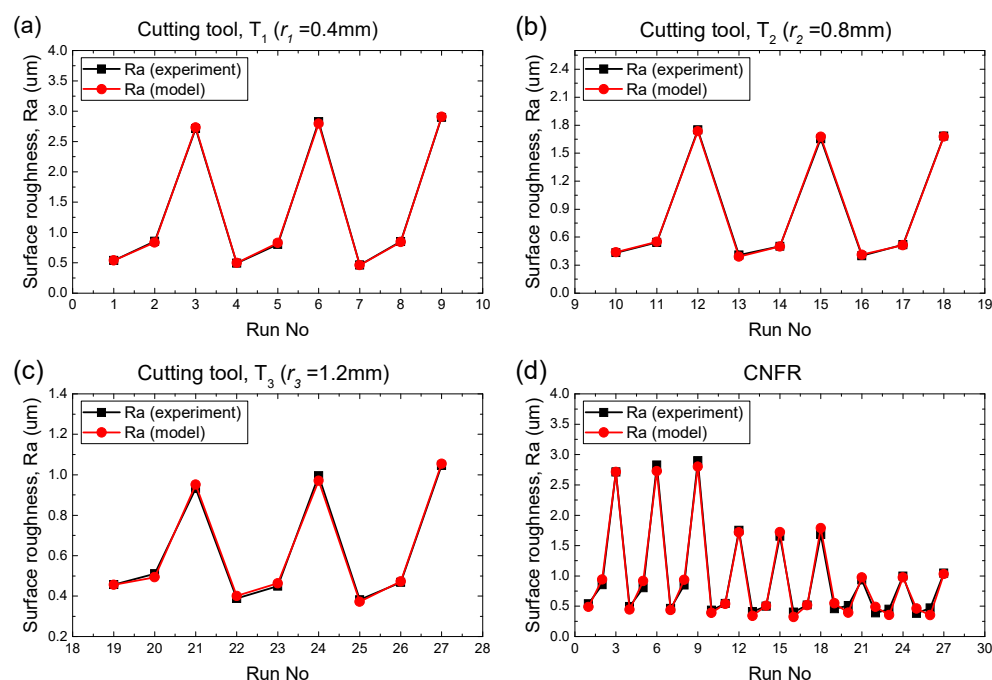 (a)
Cutting tool, T1 (r1 =0.4mm)
Ra (experiment)
Ra (model)
Surface roughness, Ra (um)
4.0
3.5
3.0
2.5
2.0
1.5
1.0
0.5
0.0
0 1 2 3 4 5 6 7 8 9 10
Run No
(b)
Cutting tool, T2 (r2 =0.8mm)
Ra (experiment)
Ra (model)
Surface roughness, Ra (um)
2.4
2.1
1.8
1.5
1.2
0.9
0.6
0.3
0.0
9 10 11 12 13 14 15 16 17 18 19
Run No
(c)
Cutting tool, T3 (r3 =1.2mm)
Ra (experiment)
Ra (model)
Surface roughness, Ra (um)
1.4
1.2
1.0
0.8
0.6
0.4
0.2
18 19 20 21 22 23 24 25 26 27 28
Run No
(d)
CNFR
Ra (experiment)
Ra (model)
Surface roughness, Ra (um)
4.0
3.5
3.0
2.5
2.0
1.5
1.0
0.5
0.0
0 3 6 9 12 15 18 21 24 27 30
Run No